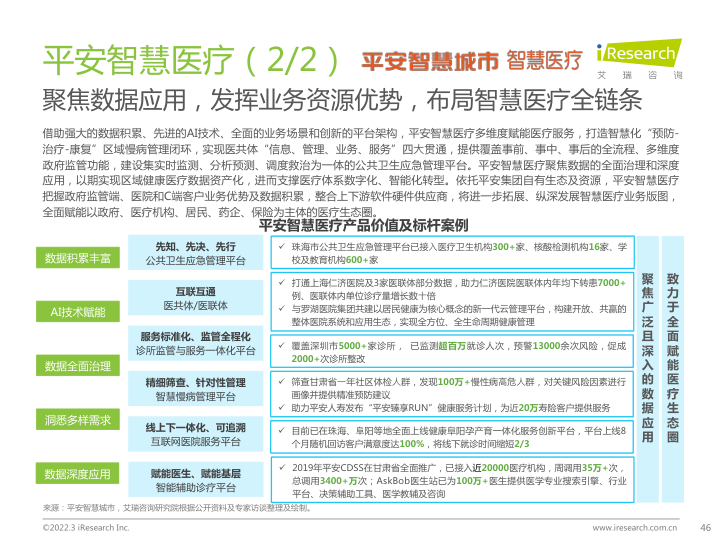 平安智慧医疗（2/2）
平安智慧城市 智慧医疗
iResearch
艾瑞咨询
聚焦数据应用，发挥业务资源优势，布局智慧医疗全链条
借助强大的数据积累、先进的AI技术、全面的业务场景和创新的平台架构，平安智慧医疗多维度赋能医疗服务，打造智慧化“预防-
治疗-康复”区域慢病管理闭环，实现医共体“信息、管理、业务、服务”四大贯通，提供覆盖事前、事中、事后的全流程、多维度
政府监管功能，建设集实时监测、分析预测、调度救治为一体的公共卫生应急管理平台。平安智慧医疗聚焦数据的全面治理和深度
应用，以期实现区域健康医疗数据资产化，进而支撑医疗体系数字化、智能化转型。依托平安集团自有生态及资源，平安智慧医疗
把握政府监管端、医院和C端客户业务优势及数据积累，整合上下游软硬件供应商，将进一步拓展、纵深发展智慧医疗业务版图，
全面赋能以政府、医疗机构、居民、药企、保险为主体的医疗生态圈。
平安智慧医疗产品价值及标杆案例
数据积累丰富
AI技术赋能
数据全面治理
洞悉多样需求
数据深度应用
先知、先决、先行
公共卫生应急管理平台
✓ 珠海市公共卫生应急管理平台已接入医疗卫生机构300+家、核酸检测机构16家、学
校及教育机构600+家
互联互通
医共体/医联体
✓ 打通上海仁济医院及3家医联体部分数据，助力仁济医院医联体内年均下转患7000+
例、医联体内单位诊疗量增长数十倍
✓ 与罗湖医院集团共建以居民健康为核心概念的新一代云管理平台，构建开放、共赢的
整体医院系统和应用生态，实现全方位、全生命周期健康管理
服务标准化、监管全程化
诊所监管与服务一体化平台
✓ 覆盖深圳市5000+家诊所， 已监测超百万就诊人次，预警13000余次风险，促成
2000+次诊所整改
精细筛查、针对性管理
智慧慢病管理平台
✓ 筛查甘肃省一年社区体检人群，发现100万+慢性病高危人群，对关键风险因素进行
画像并提供精准预防建议
✓ 助力平安人寿发布“平安臻享RUN”健康服务计划，为近20万寿险客户提供服务
线上下一体化、可追溯
互联网医院服务平台
✓ 目前已在珠海、阜阳等地全面上线健康阜阳孕产育一体化服务创新平台，平台上线8
个月随机回访客户满意度达100%，将线下就诊时间缩短2/3
赋能医生、赋能基层
智能辅助诊疗平台
✓ 2019年平安CDSS在甘肃省全面推广，已接入近20000医疗机构，周调用35万+次，
总调用3400+万次；AskBob医生站已为100万+医生提供医学专业搜索引擎、行业
平台、决策辅助工具、医学教辅及咨询
聚焦广泛且深入的数据应用
致力于全面赋能医疗生态圈
来源：平安智慧城市，艾瑞咨询研究院根据公开资料及专家访谈整理及绘制。
©2022.3 iResearch Inc.
www.iresearch.com.cn
46